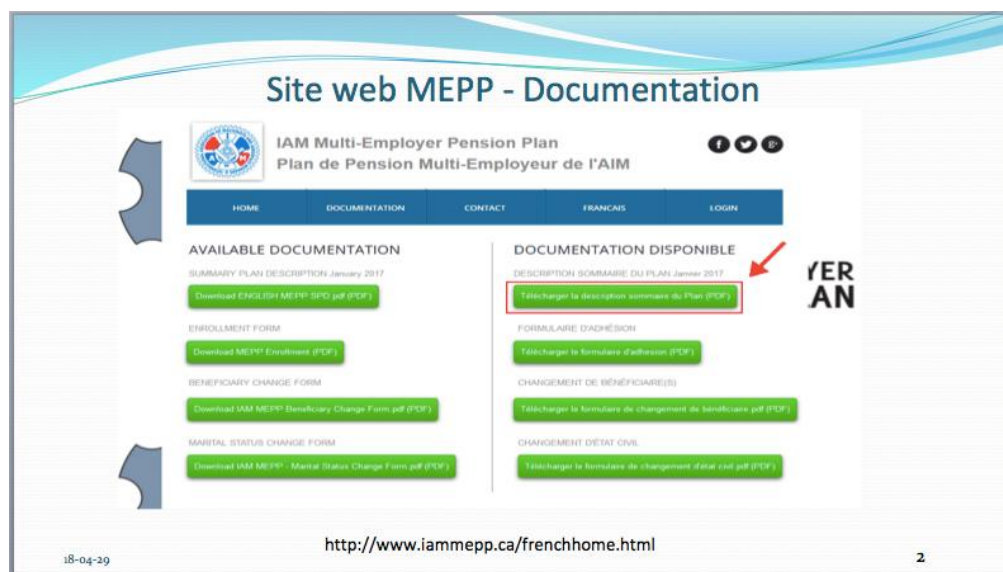 Site web MEPP - Documentation
IAM Multi-Employer Pension Plan
Plan de Pension Multi-Employeur de l'AIM
HOME DOCUMENTATION CONTACT FRANCAIS LOGIN
AVAILABLE DOCUMENTATION
SUMMARY PLAN DESCRIPTION January 2017
Download ENGLISH MEPP SPD.pdf (PDF)
ENROLLMENT FORM
Download MEPP Enrollment (PDF)
BENEFICIARY CHANGE FORM
Download IAM MEPP Beneficiary Change Form.pdf (PDF)
MARITAL STATUS CHANGE FORM
Download IAM MEPP - Marital Status Change Form.pdf (PDF)
DOCUMENTATION DISPONIBLE
DESCRIPTION SOMMAIRE DU PLAN Janvier 2017
Télécharger la description sommaire du Plan (PDF)
FORMULAIRE D'ADHÉSION
Télécharger le formulaire d'adhesion (PDF)
CHANGEMENT DE BÉNÉFICIAIRE(S)
Télécharger le formulaire de changement de bénéficiaire.pdf (PDF)
CHANGEMENT D'ÉTAT CIVIL
Télécharger le formulaire de changement d'état civil.pdf (PDF)
YER
AN
http://www.iammepp.ca/frenchhome.html
18-04-29
2